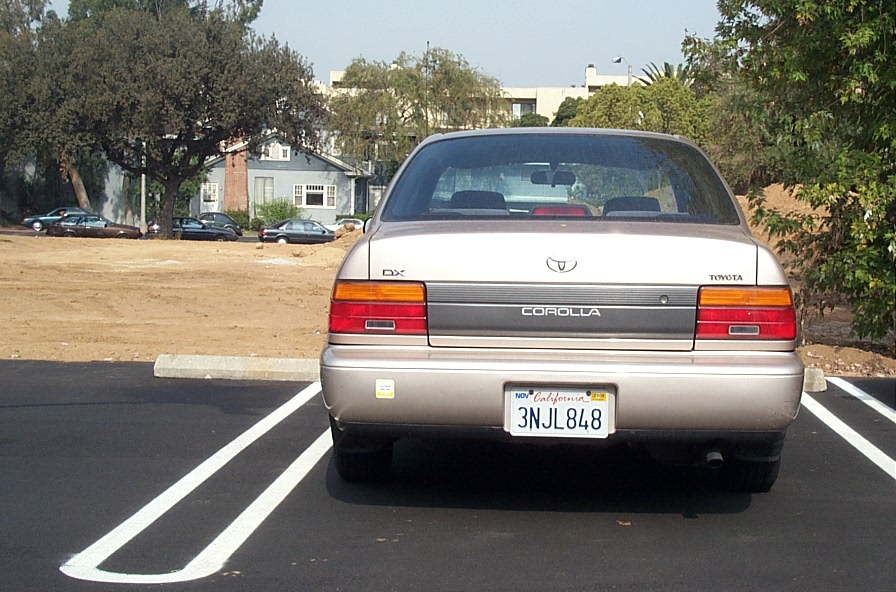 DX
TOYOTA
COROLLA
NOV California
3NJL848